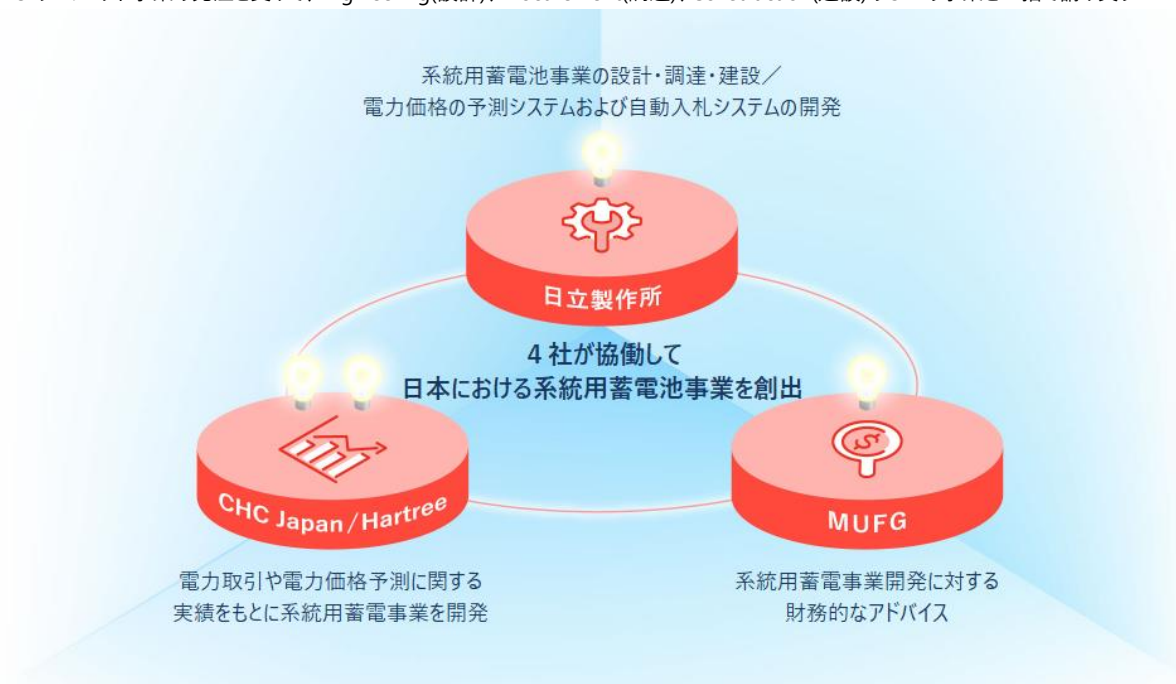 系統用蓄電池事業の設計・調達・建設／
電力価格の予測システムおよび自動入札システムの開発
日立製作所
4 社が協働して
日本における系統用蓄電池事業を創出
CHC Japan/Hartree
MUFG
電力取引や電力価格予測に関する
実績をもとに系統用蓄電事業を開発
系統用蓄電事業開発に対する
財務的なアドバイス